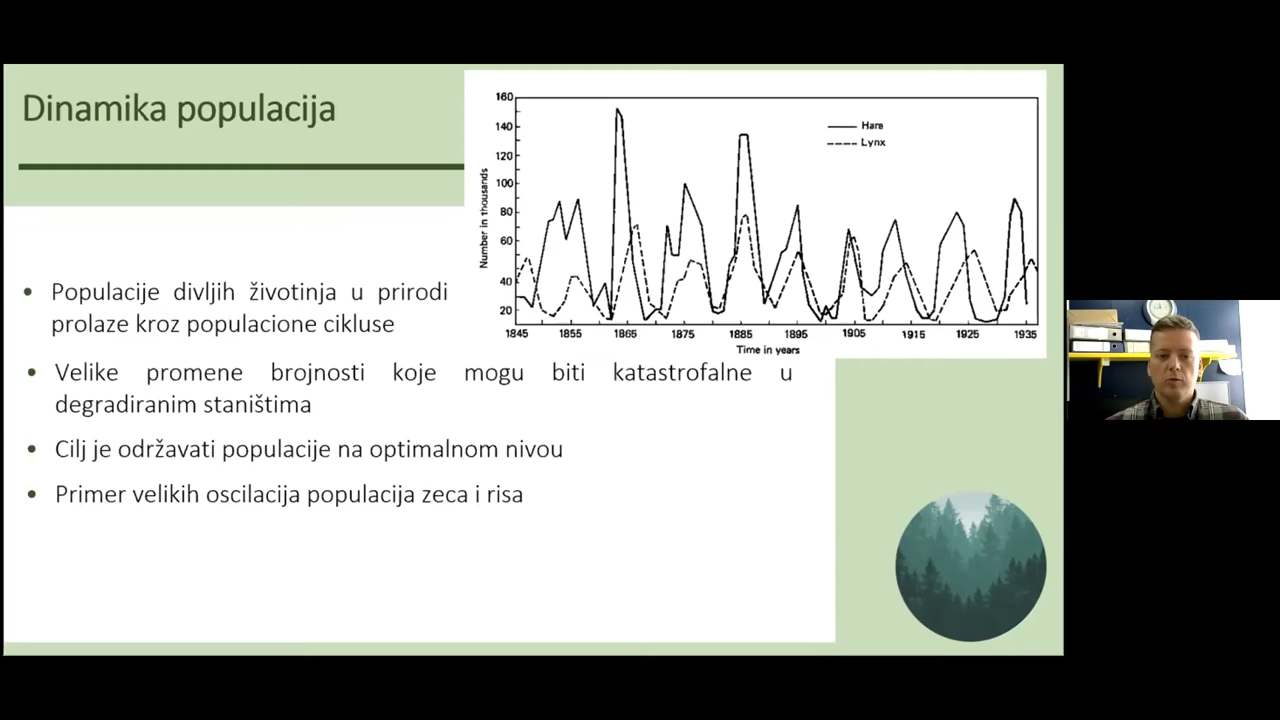 Dinamika populacija
160
140
120
100
80
60
40
20
Number in thousands
Hare
Lynx
1845 1855 1865 1875 1885 1895 1905 1915 1925 1935
Time in years
• Populacije divljih životinja u prirodi
prolaze kroz populacione cikluse
• Velike promene brojnosti koje mogu biti katastrofalne u
degradiranim staništima
• Cilj je održavati populacije na optimalnom nivou
• Primer velikih oscilacija populacija zeca i risa